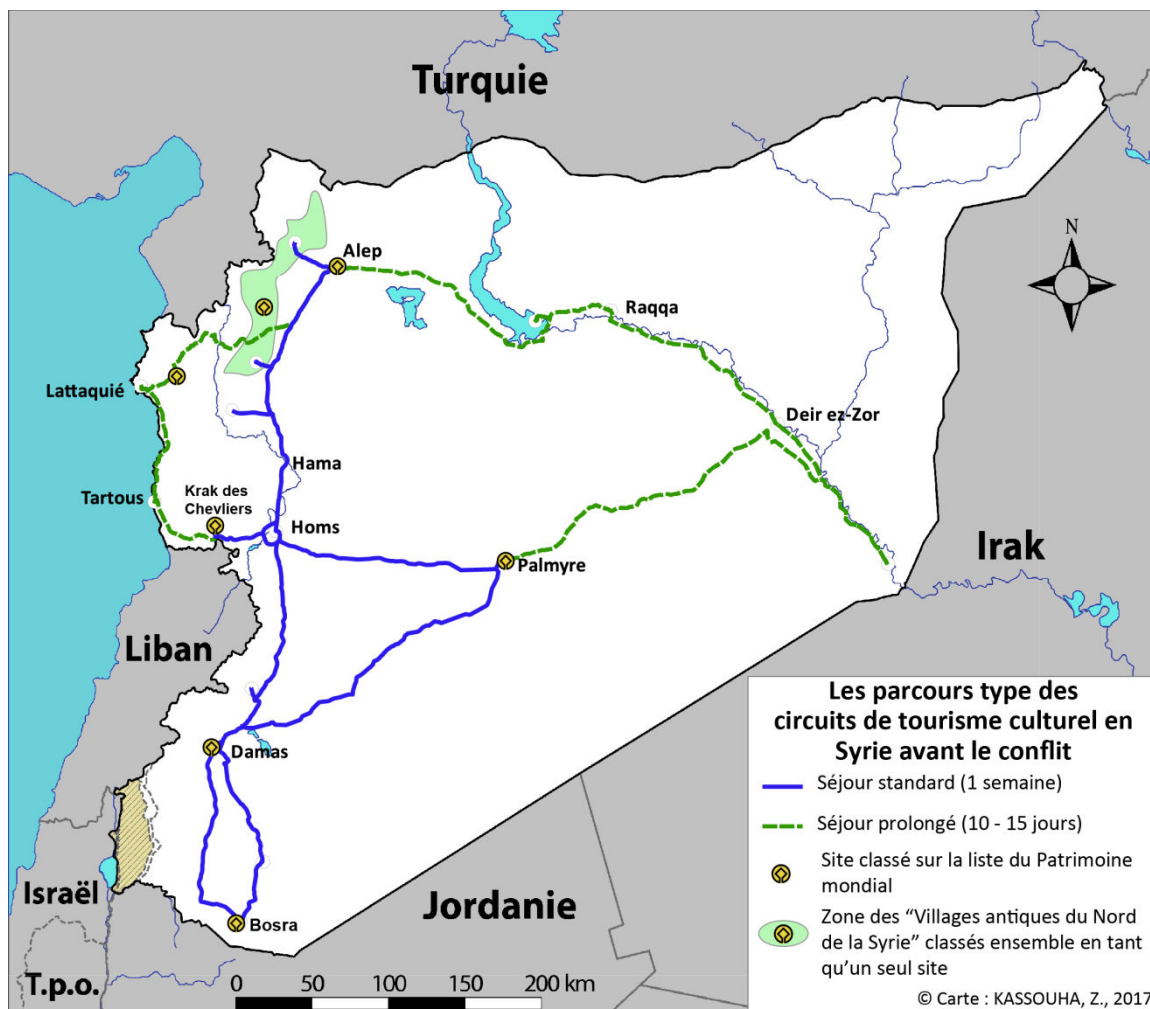 Turquie
N
Alep
Raqqa
Lattaquié
Deir ez-Zor
Hama
Tartous
Krak des
Chevliers
Homs
Palmyre
Irak
Liban
Damas
Israël
Bosra
Jordanie
T.p.o.
0 50 100 150 200 km
Les parcours type des
circuits de tourisme culturel en
Syrie avant le conflit
Séjour standard (1 semaine)
Séjour prolongé (10 - 15 jours)
Site classé sur la liste du Patrimoine
mondial
Zone des “Villages antiques du Nord
de la Syrie” classés ensemble en tant
qu’un seul site
© Carte : KASSOUHA, Z., 2017